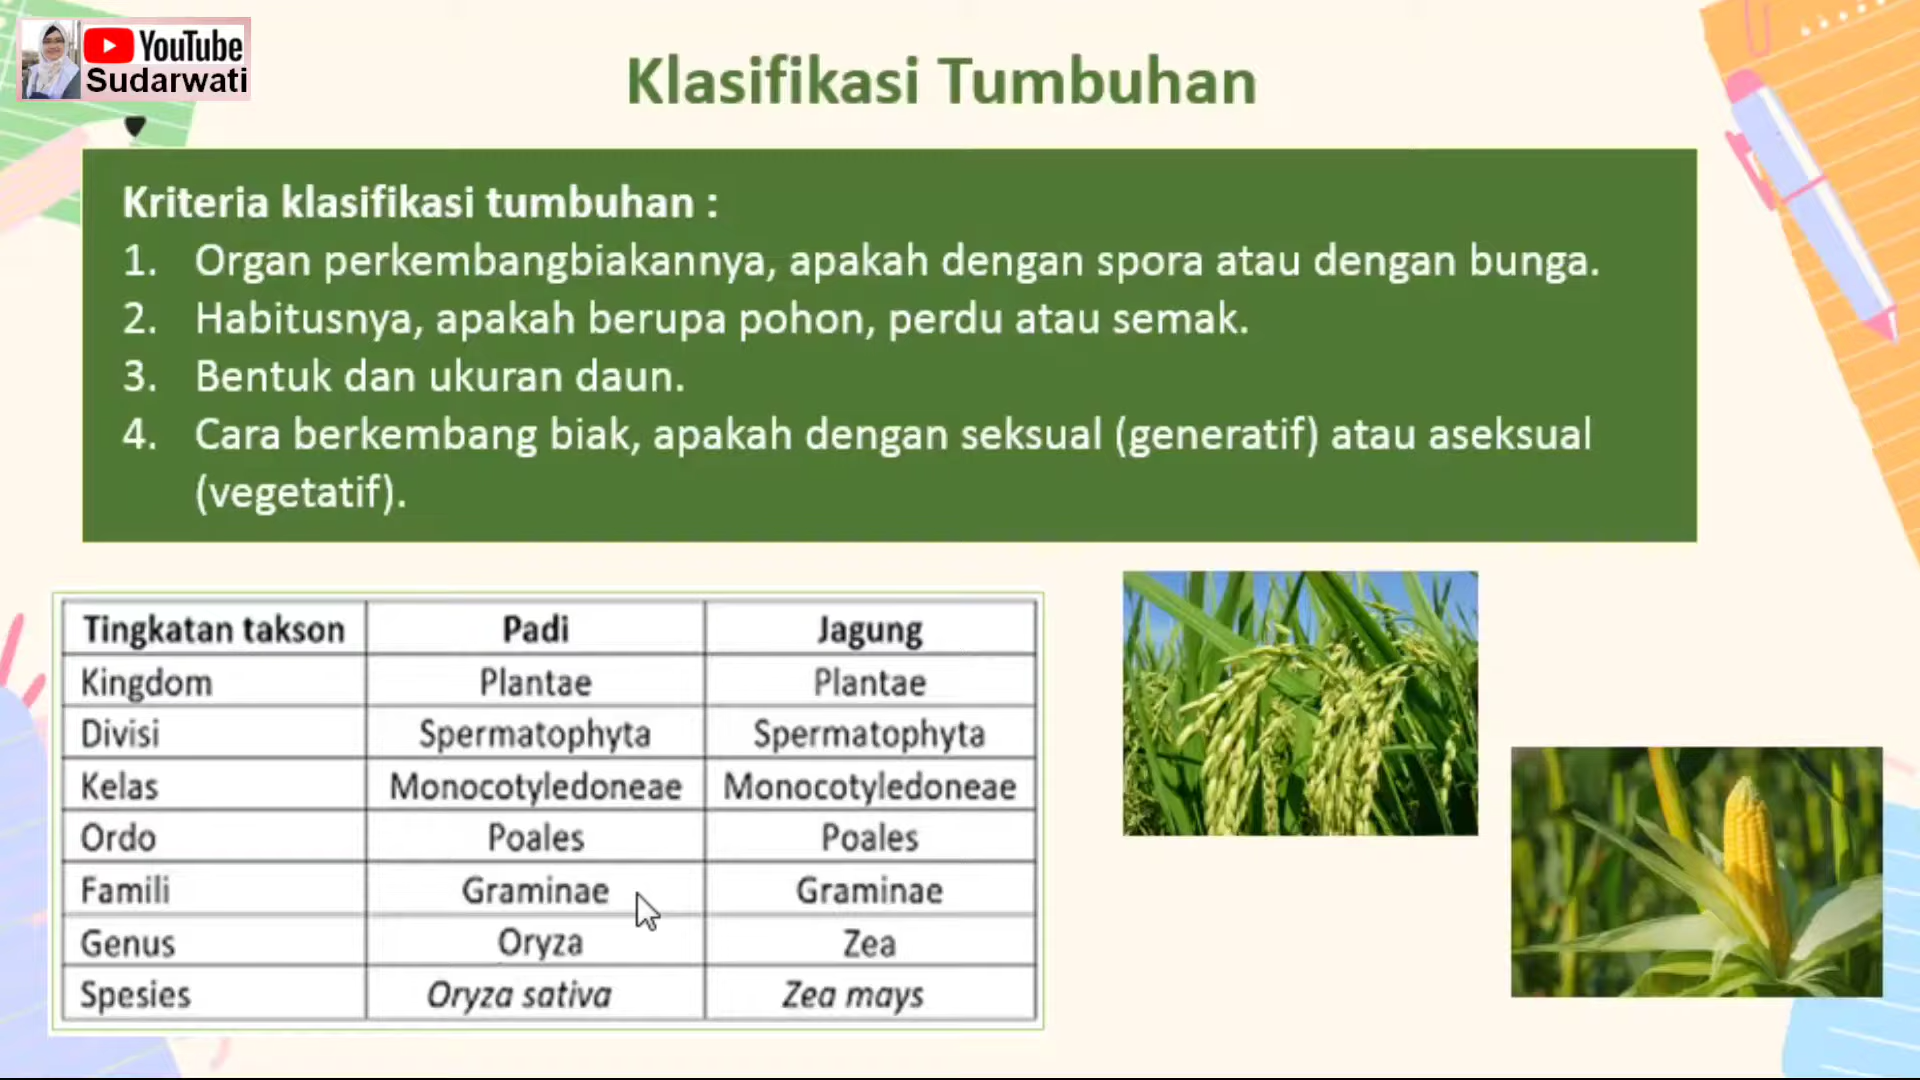 YouTube
Sudarwati
Klasifikasi Tumbuhan
Kriteria klasifikasi tumbuhan :
1. Organ perkembangbiakannya, apakah dengan spora atau dengan bunga.
2. Habitusnya, apakah berupa pohon, perdu atau semak.
3. Bentuk dan ukuran daun.
4. Cara berkembang biak, apakah dengan seksual (generatif) atau aseksual
(vegetatif).
Tingkatan takson Padi Jagung
Kingdom Plantae Plantae
Divisi Spermatophyta Spermatophyta
Kelas Monocotyledoneae Monocotyledoneae
Ordo Poales Poales
Famili Graminae Graminae
Genus Oryza Zea
Spesies Oryza sativa Zea mays